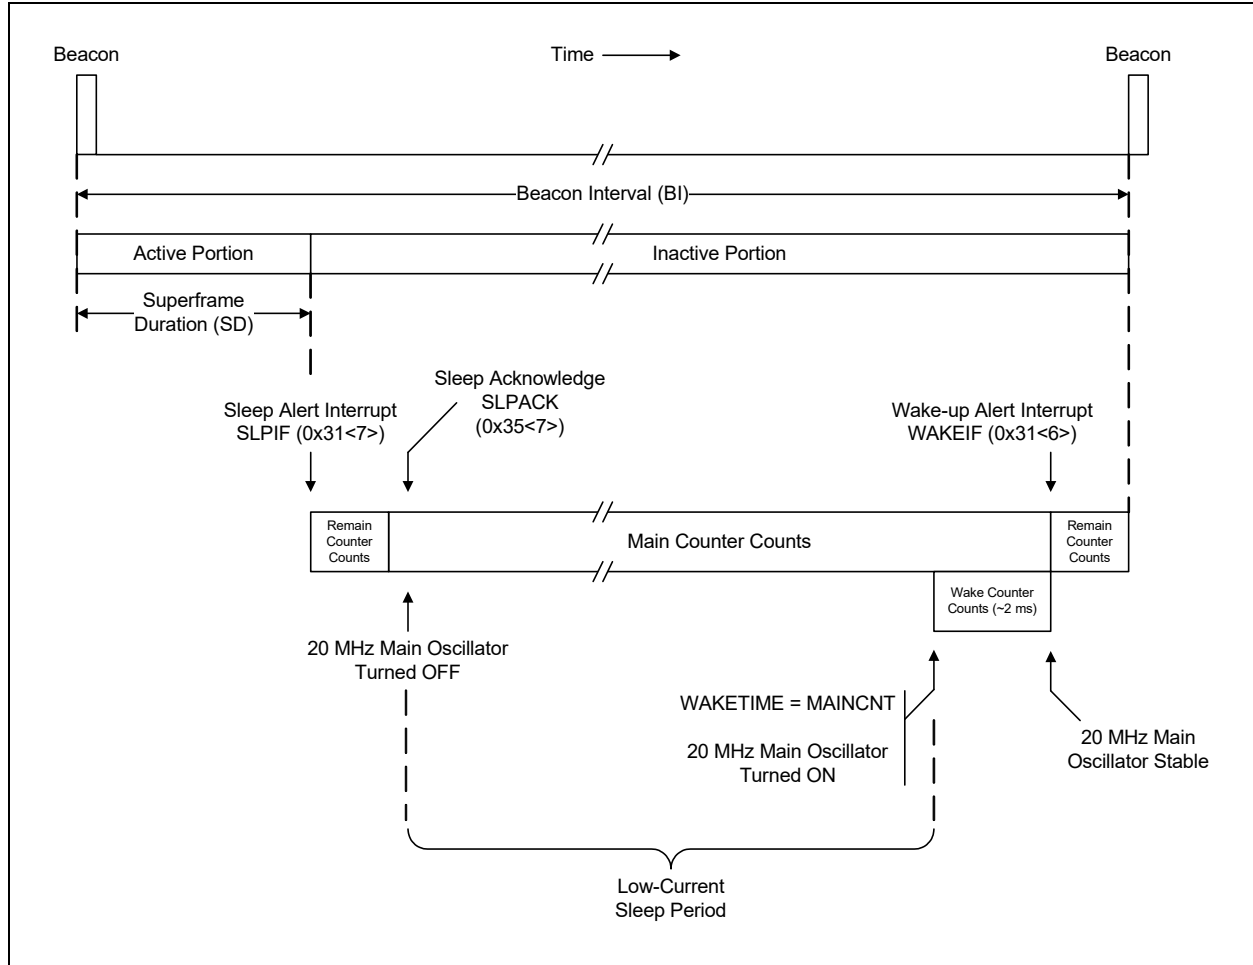 Beacon
Time
Beacon
Beacon Interval (BI)
Active Portion
Inactive Portion
Superframe
Duration (SD)
Sleep Alert Interrupt
SLPIF (0x31<7>)
Sleep Acknowledge
SLPACK
(0x35<7>)
Wake-up Alert Interrupt
WAKEIF (0x31<6>)
Remain
Counter
Counts
Main Counter Counts
Remain
Counter
Counts
Wake Counter
Counts (~2 ms)
20 MHz Main Oscillator
Turned OFF
WAKETIME = MAINCNT
20 MHz Main Oscillator
Turned ON
20 MHz Main
Oscillator Stable
Low-Current
Sleep Period